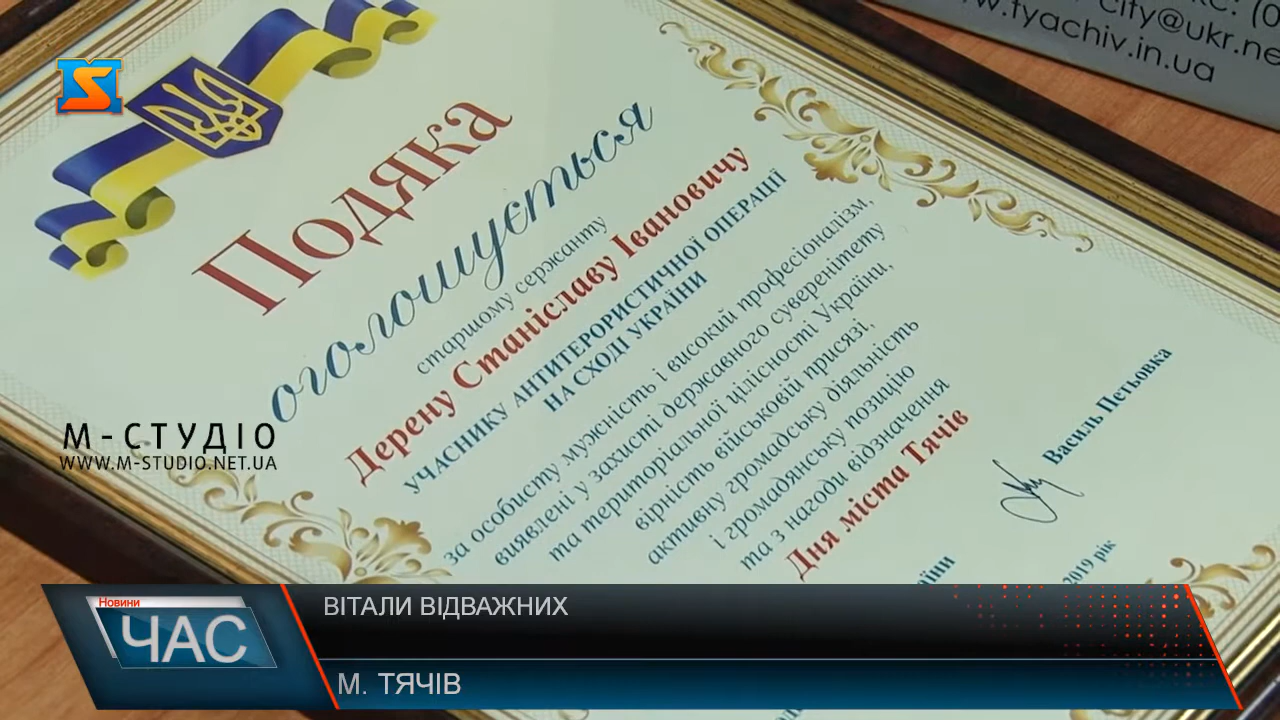 city@ukr.ne
www.tyachiv.in.ua
Подяка
оголошується
старшому сержанту
Дерену Станіславу Івановичу
УЧАСНИКУ АНТИТЕРОРИСТИЧНОЇ ОПЕРАЦІЇ
НА СХОДІ УКРАЇНИ
за особисту мужність і високий професіоналізм,
виявлені у захисті державного суверенітету
та територіальної цілісності України,
вірність військовій присязі,
активну громадську діяльність
і громадянську позицію
та з нагоди відзначення
Дня міста Тячів
Василь Петьовка
2019 рік
М-СТУДІО
WWW.M-STUDIO.NET.UA
Новини
ЧАС
ВІТАЛИ ВІДВАЖНИХ
М. ТЯЧІВ